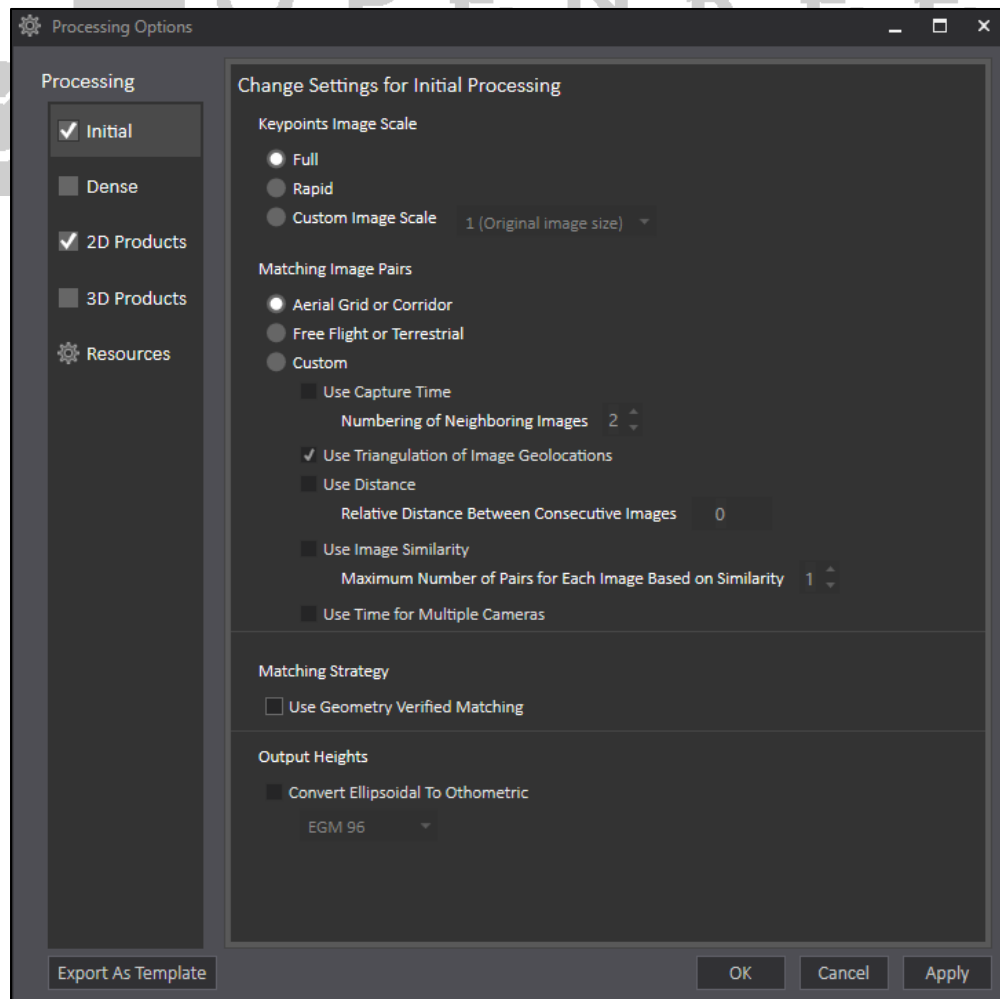 Processing Options
Processing
Initial
Dense
2D Products
3D Products
Resources
Change Settings for Initial Processing
Keypoints Image Scale
Full
Rapid
Custom Image Scale 1 (Original image size)
Matching Image Pairs
Aerial Grid or Corridor
Free Flight or Terrestrial
Custom
Use Capture Time
Numbering of Neighboring Images 2
Use Triangulation of Image Geolocations
Use Distance
Relative Distance Between Consecutive Images 0
Use Image Similarity
Maximum Number of Pairs for Each Image Based on Similarity 1
Use Time for Multiple Cameras
Matching Strategy
Use Geometry Verified Matching
Output Heights
Convert Ellipsoidal To Othometric
EGM 96
Export As Template
OK Cancel Apply